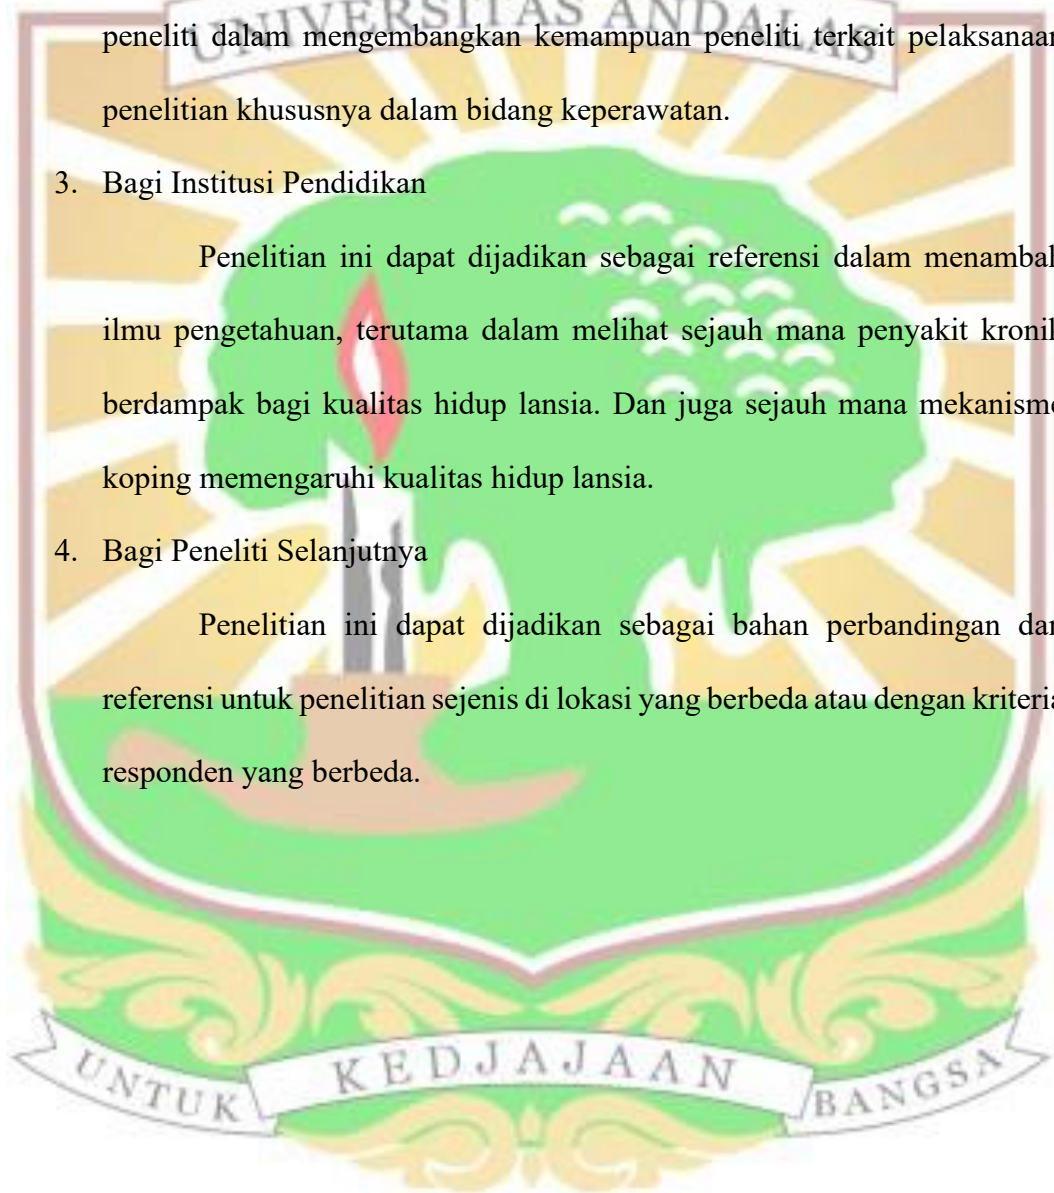 UNIVERSITAS ANDALAS
peneliti dalam mengembangkan kemampuan peneliti terkait pelaksanaan
penelitian khususnya dalam bidang keperawatan.
3. Bagi Institusi Pendidikan
Penelitian ini dapat dijadikan sebagai referensi dalam menambah
ilmu pengetahuan, terutama dalam melihat sejauh mana penyakit kronik
berdampak bagi kualitas hidup lansia. Dan juga sejauh mana mekanisme
koping memengaruhi kualitas hidup lansia.
4. Bagi Peneliti Selanjutnya
Penelitian ini dapat dijadikan sebagai bahan perbandingan dan
referensi untuk penelitian sejenis di lokasi yang berbeda atau dengan kriteria
responden yang berbeda.
UNTUK KEDJAJAAN BANGSA